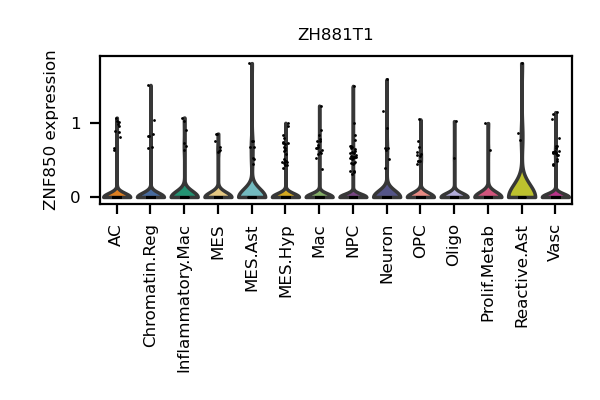 ZH881T1
ZNF850 expression
1
0
AC
Chromatin.Reg
Inflammatory.Mac
MES
MES.Ast
MES.Hyp
Mac
NPC
Neuron
OPC
Oligo
Prolif.Metab
Reactive.Ast
Vasc